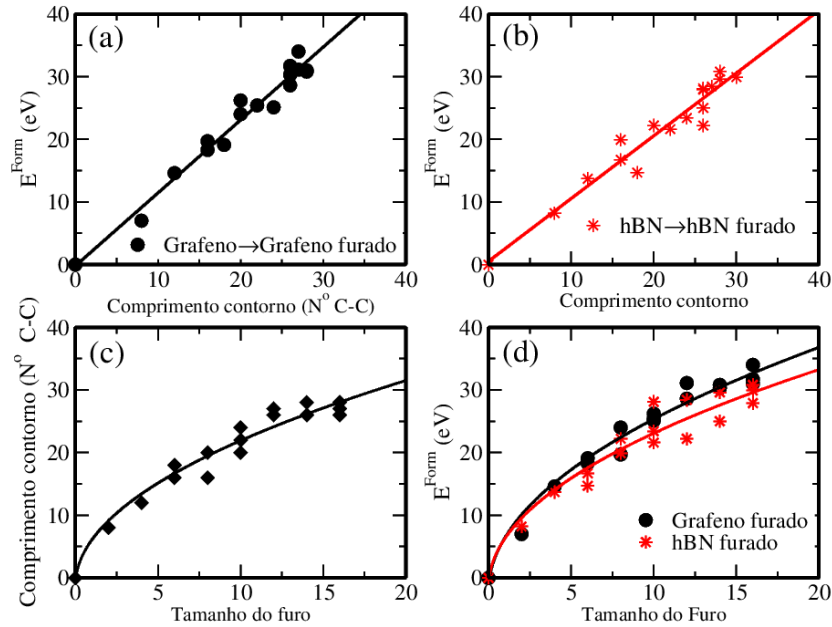 (a)
40
30
20
10
0
E^Form (eV)
Grafeno→Grafeno furado
0 10 20 30 40
Comprimento contorno (N° C-C)
(b)
40
30
20
10
0
E^Form (eV)
hBN→hBN furado
0 10 20 30 40
Comprimento contorno
(c)
40
30
20
10
0
Comprimento contorno (N° C-C)
0 5 10 15 20
Tamanho do furo
(d)
40
30
20
10
0
E^Form (eV)
Grafeno furado
hBN furado
0 5 10 15 20
Tamanho do Furo